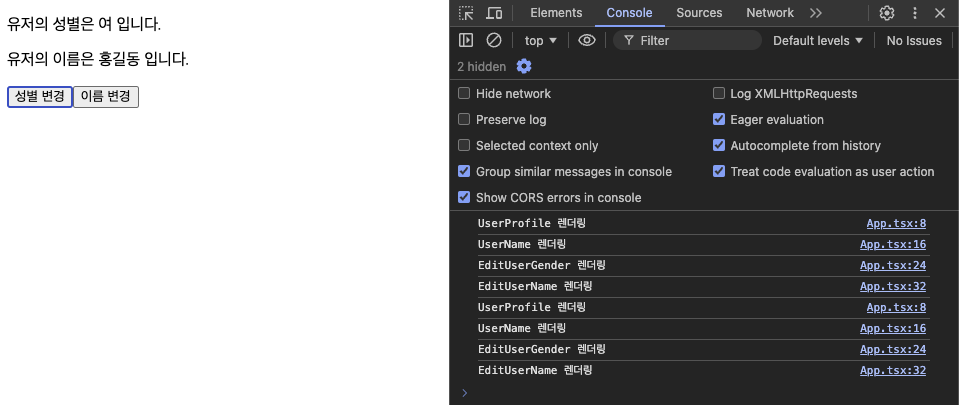 유저의 성별은 여 입니다.
유저의 이름은 홍길동 입니다.
성별 변경 이름 변경
Elements Console Sources Network
top Filter Default levels No Issues
2 hidden
Hide network Log XMLHttpRequests
Preserve log Eager evaluation
Selected context only Autocomplete from history
Group similar messages in console Treat code evaluation as user action
Show CORS errors in console
UserProfile 렌더링 App.tsx:8
UserName 렌더링 App.tsx:16
EditUserGender 렌더링 App.tsx:24
EditUserName 렌더링 App.tsx:32
UserProfile 렌더링 App.tsx:8
UserName 렌더링 App.tsx:16
EditUserGender 렌더링 App.tsx:24
EditUserName 렌더링 App.tsx:32